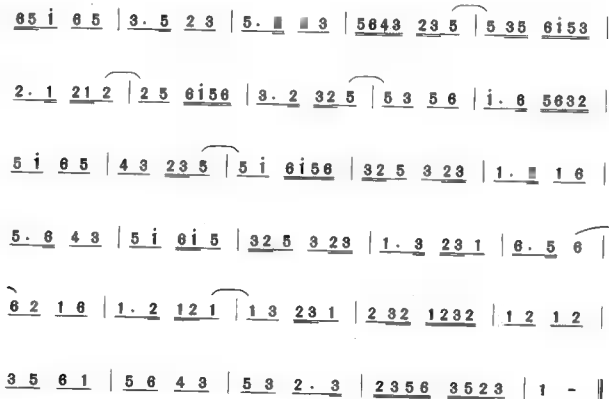 65 i 6 5 | 3. 5 2 3 | 5. 3 | 5643 23 5 | 5 35 6i53 |
2. 1 21 2 | 2 5 6i56 | 3. 2 32 5 | 5 3 5 6 | i. 6 5632 |
5 i 6 5 | 4 3 23 5 | 5 i 6i56 | 32 5 3 23 | 1. 1 6 |
5. 6 4 3 | 5 i 6i 5 | 32 5 3 23 | 1. 3 23 1 | 6. 5 6 |
6 2 1 6 | 1. 2 12 1 | 1 3 23 1 | 2 32 1232 | 1 2 1 2 |
3 5 6 1 | 5 6 4 3 | 5 3 2. 3 | 2356 3523 | 1 - ‖